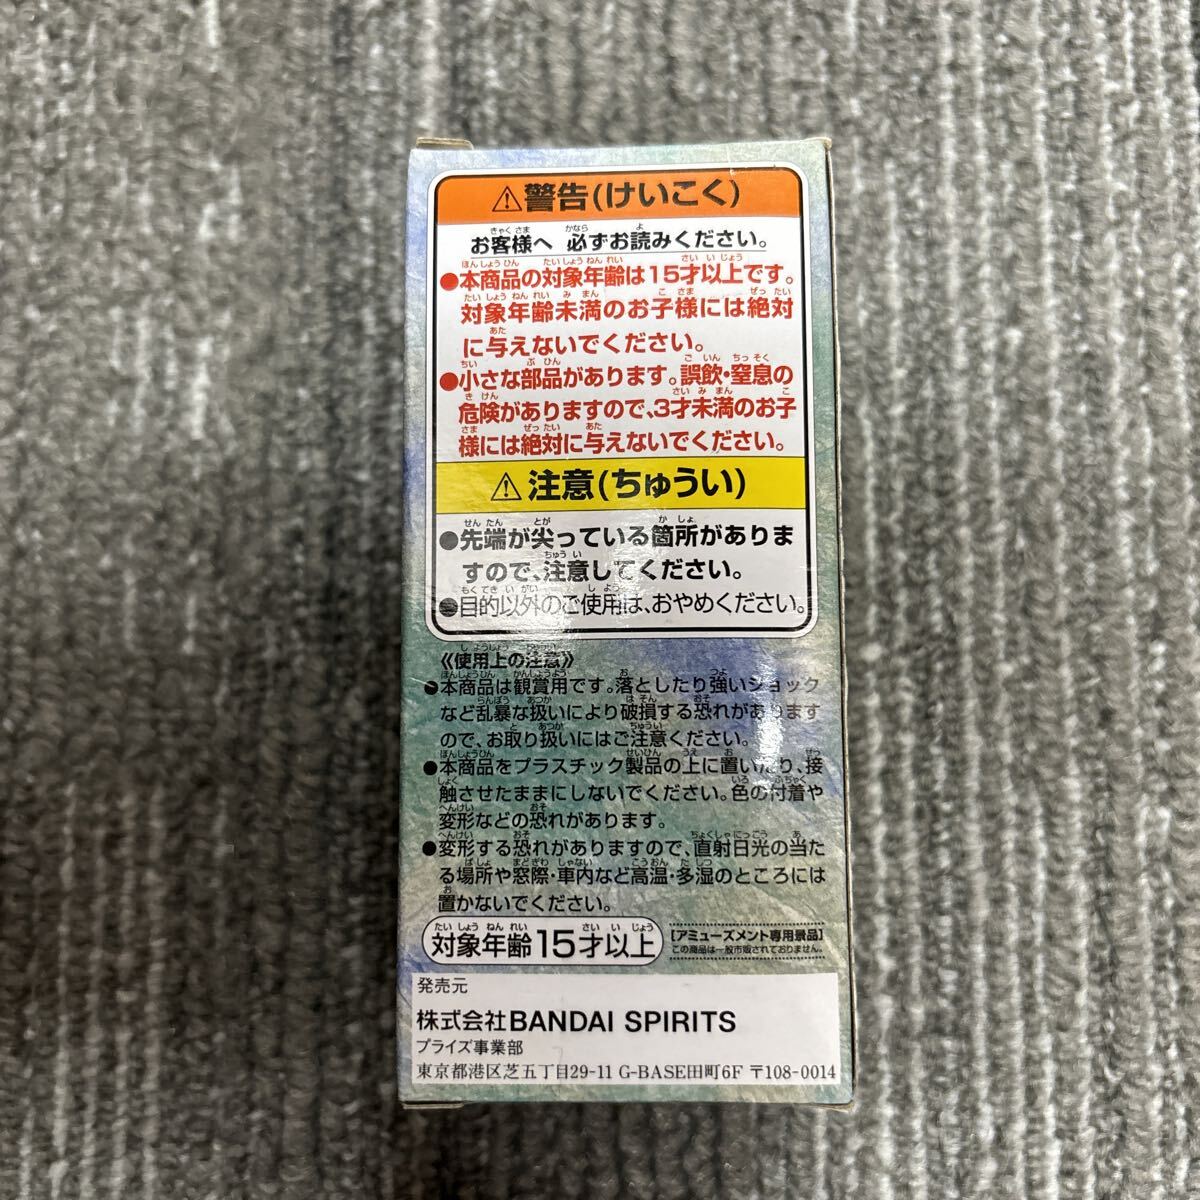 ⚠警告(けいこく)
お客様へ 必ずお読みください。
●本商品の対象年齢は15才以上です。
対象年齢未満のお子様には絶対
に与えないでください。
●小さな部品があります。誤飲・窒息の
危険がありますので、3才未満のお子
様には絶対に与えないでください。
⚠注意(ちゅうい)
●先端が尖っている箇所がありま
すので、注意してください。
●目的以外のご使用は、おやめください。
《使用上の注意》
●本商品は観賞用です。落としたり強いショック
など乱暴な扱いにより破損する恐れがあります
ので、お取り扱いにはご注意ください。
●本商品をプラスチック製品の上に置いたり、接
触させたままにしないでください。色の付着や
変形などの恐れがあります。
●変形する恐れがありますので、直射日光の当た
る場所や窓際・車内など高温・多湿のところには
置かないでください。
対象年齢15才以上
[アミューズメント専用景品]
この商品は一般市販されておりません。
発売元
株式会社BANDAI SPIRITS
プライズ事業部
東京都港区芝五丁目29-11 G-BASE田町6F 〒108-0014